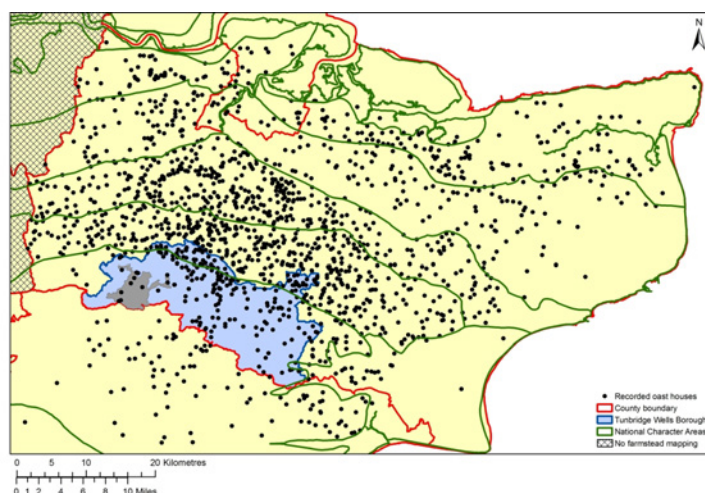 N
Recorded oast houses
County boundary
Tunbridge Wells Borough
National Character Areas
No farmstead mapping
0 5 10 20 Kilometres
0 1 2 4 6 8 10 Miles